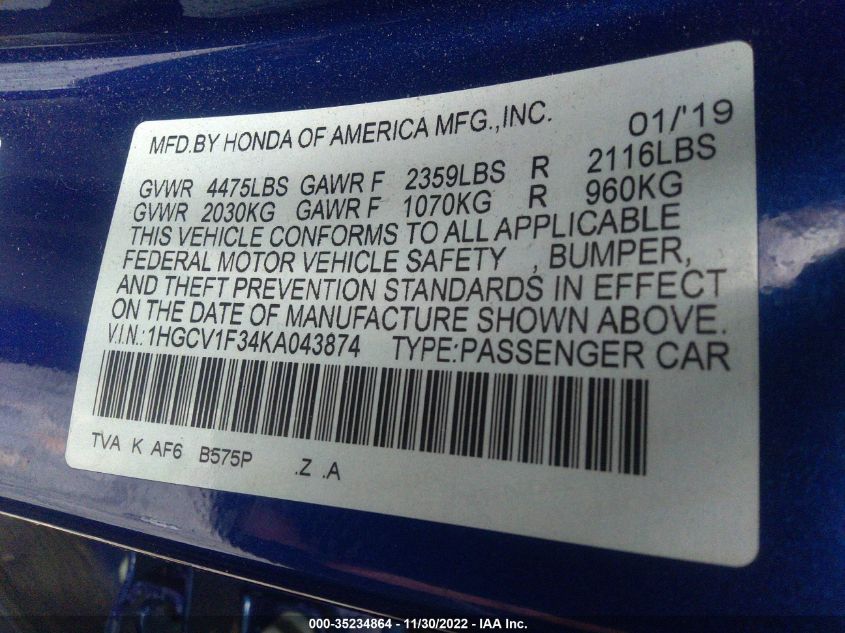 MFD.BY HONDA OF AMERICA MFG.,INC. 01/'19
GVWR 4475LBS GAWR F 2359LBS R 2116LBS
GVWR 2030KG GAWR F 1070KG R 960KG
THIS VEHICLE CONFORMS TO ALL APPLICABLE
FEDERAL MOTOR VEHICLE SAFETY , BUMPER,
AND THEFT PREVENTION STANDARDS IN EFFECT
ON THE DATE OF MANUFACTURE SHOWN ABOVE.
V.I.N.:1HGCV1F34KA043874 TYPE:PASSENGER CAR
TVA K AF6 B575P .Z .A
000-35234864 - 11/30/2022 - IAA Inc.